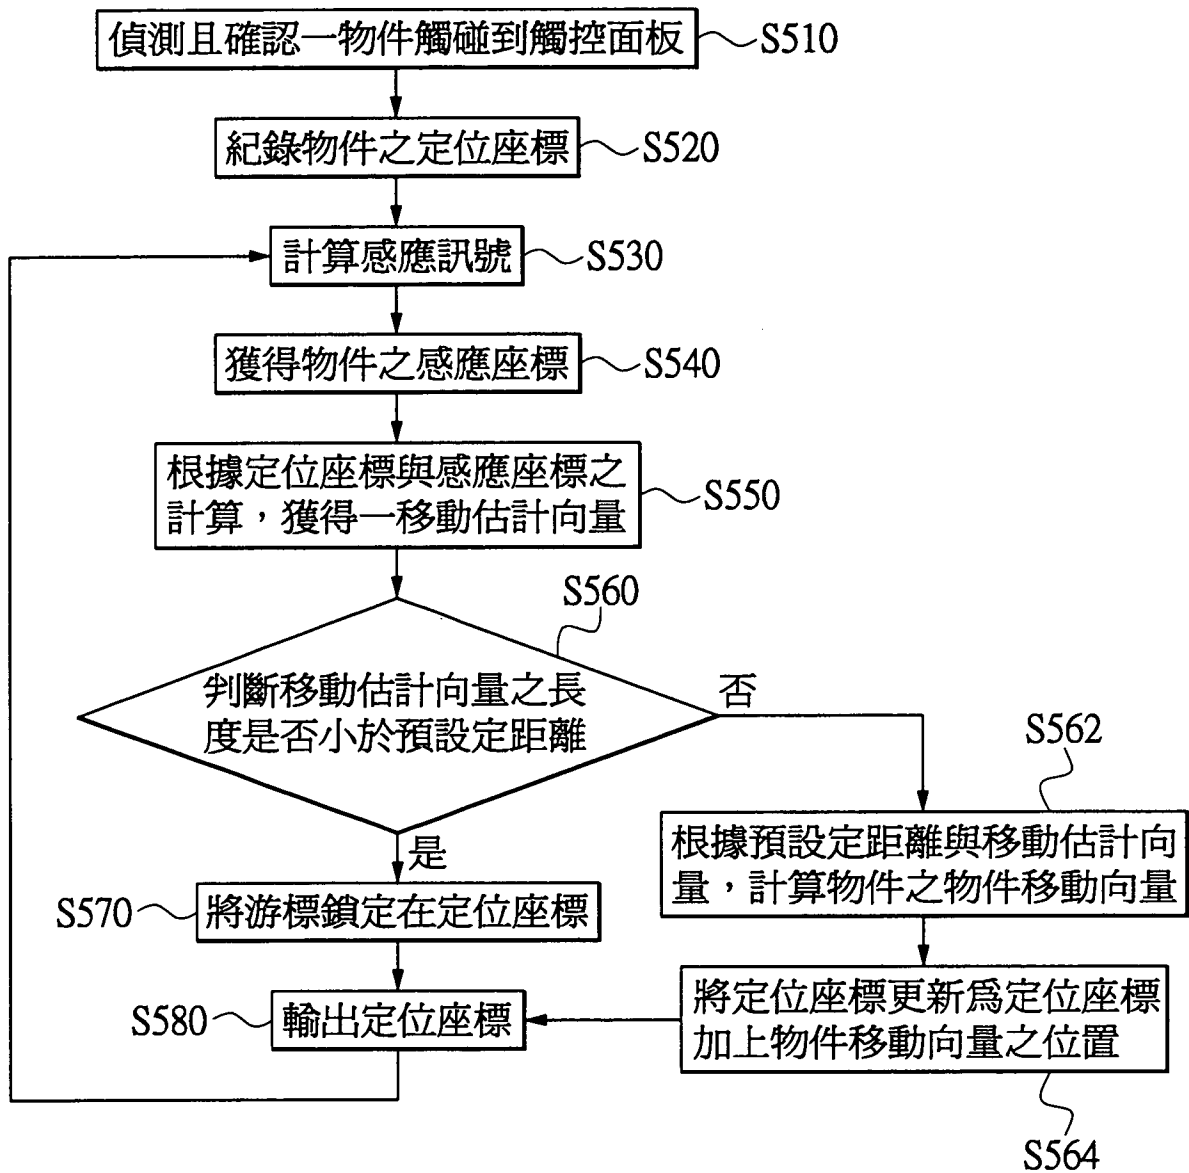 偵測且確認一物件觸碰到觸控面板
S510
紀錄物件之定位座標
S520
計算感應訊號
S530
獲得物件之感應座標
S540
根據定位座標與感應座標之
計算,獲得一移動估計向量
S550
S560
判斷移動估計向量之長
度是否小於預設定距離
否
是
S562
根據預設定距離與移動估計向
量,計算物件之物件移動向量
S570
將游標鎖定在定位座標
將定位座標更新爲定位座標
加上物件移動向量之位置
S564
S580
輸出定位座標